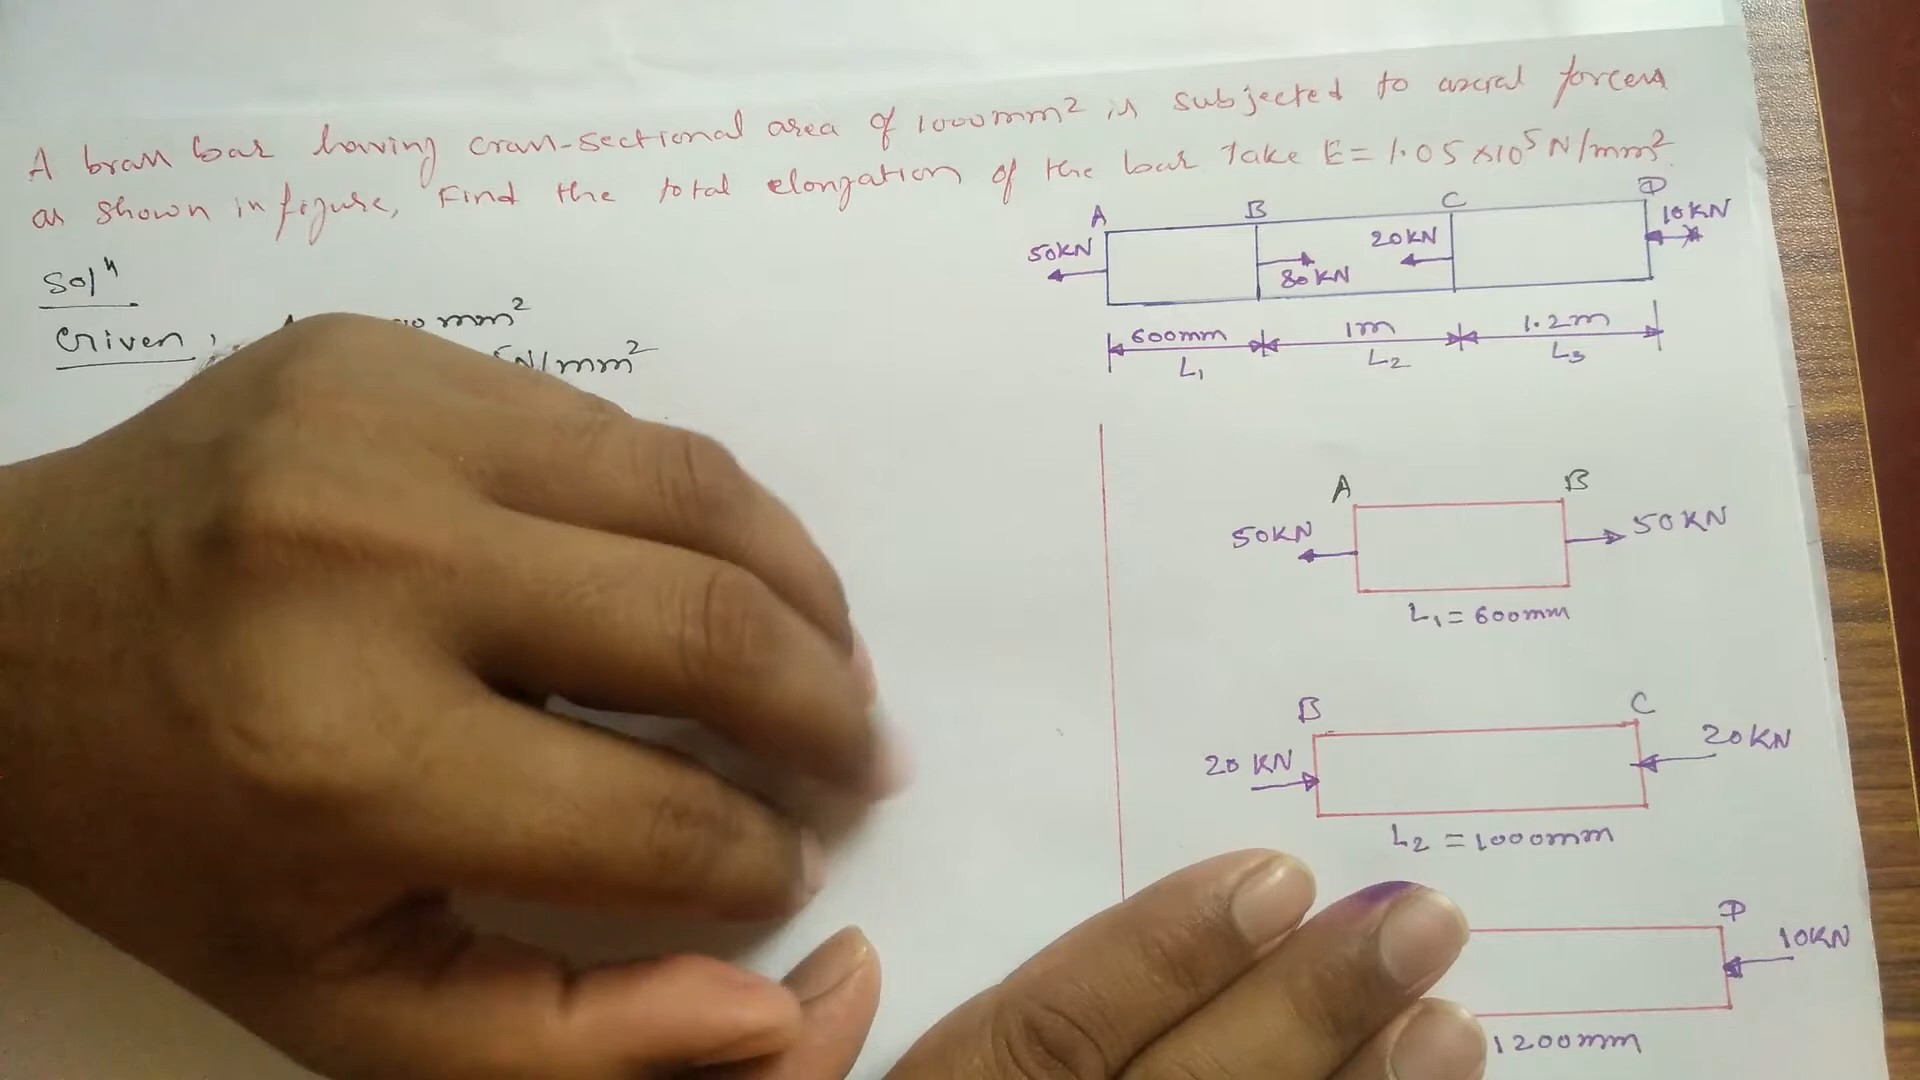 A brass bar having cross-sectional area of 1000mm² is subjected to axial forces
as shown in figure, Find the total elongation of the bar Take E = 1.05×10⁵ N/mm².
A B C D
50KN 80KN 20KN 10KN
600mm 1m 1.2m
L₁ L₂ L₃
Solⁿ
Given, mm²
N/mm²
A B
50KN 50KN
L₁ = 600mm
B C
20 KN 20KN
L₂ = 1000mm
D
10KN
1200mm